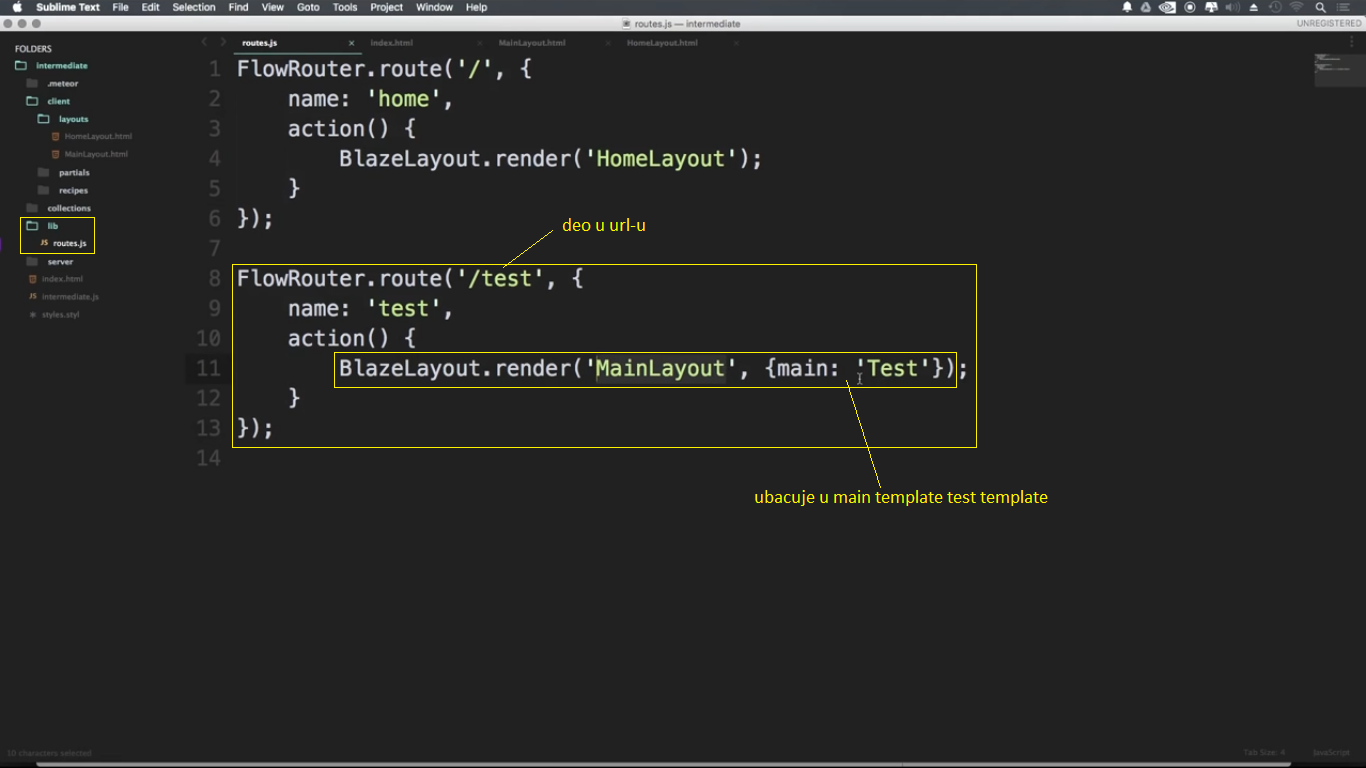 Sublime Text File Edit Selection Find View Goto Tools Project Window Help
routes.js — intermediate
UNREGISTERED
FOLDERS
intermediate
.meteor
client
layouts
HomeLayout.html
MainLayout.html
partials
recipes
collections
lib
JS routes.js
server
index.html
JS intermediate.js
styles.styl
routes.js × index.html × MainLayout.html × HomeLayout.html ×
1 FlowRouter.route('/', {
2 name: 'home',
3 action() {
4 BlazeLayout.render('HomeLayout');
5 }
6 });
7
8 FlowRouter.route('/test', {
9 name: 'test',
10 action() {
11 BlazeLayout.render('MainLayout', {main: 'Test'});
12 }
13 });
14
deo u url-u
ubacuje u main template test template
10 characters selected
Tab Size: 4 JavaScript